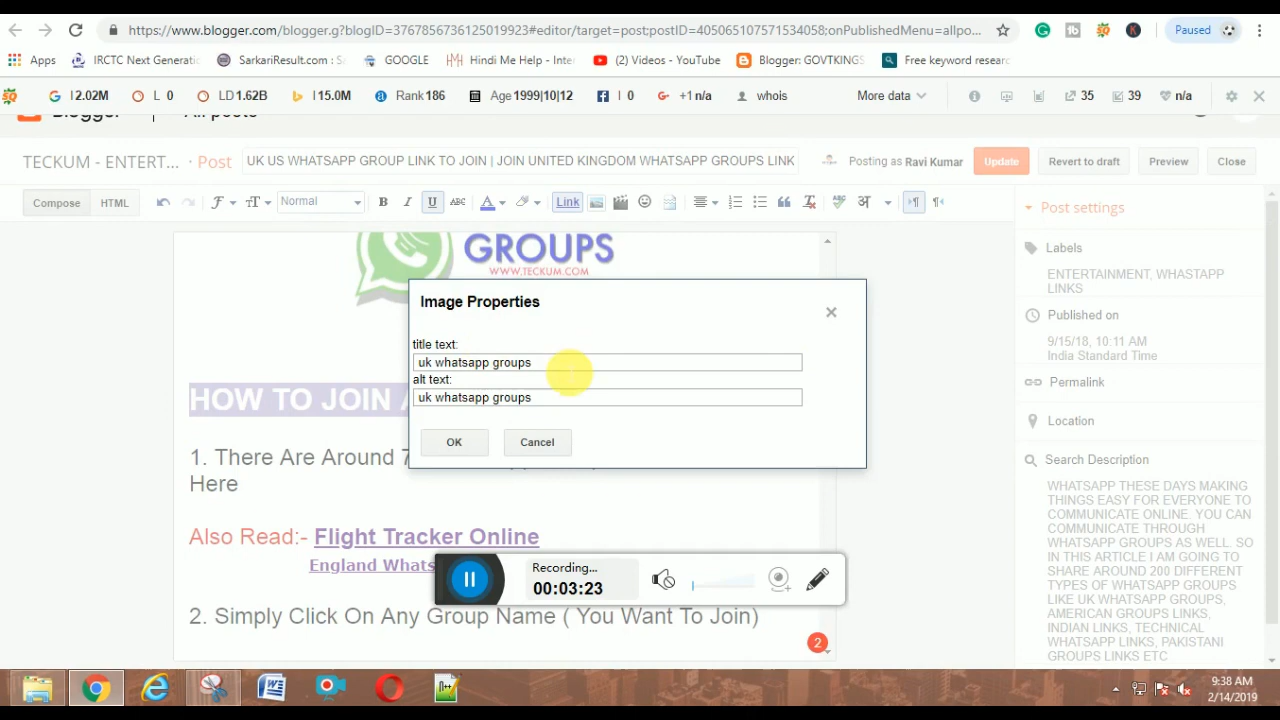 https://www.blogger.com/blogger.g?blogID=3767856736125019923#editor/target=post;postID=405065107571534058;onPublishedMenu=allpo...
Paused
Apps
IRCTC Next Generatic
SarkariResult.com : Sa
GOOGLE
Hindi Me Help - Inter
(2) Videos - YouTube
Blogger: GOVTKINGS
Free keyword researc
I 2.02M
L 0
LD 1.62B
I 15.0M
Rank 186
Age 1999|10|12
I 0
+1 n/a
whois
More data
35
39
n/a
Blogger
All posts
TECKUM - ENTERT...
· Post
UK US WHATSAPP GROUP LINK TO JOIN | JOIN UNITED KINGDOM WHATSAPP GROUPS LINK
Posting as Ravi Kumar
Update
Revert to draft
Preview
Close
Compose
HTML
Normal
B
I
U
ABC
A
Link
अ
Post settings
Labels
ENTERTAINMENT, WHASTAPP
LINKS
Published on
9/15/18, 10:11 AM
India Standard Time
Permalink
Location
Search Description
WHATSAPP THESE DAYS MAKING
THINGS EASY FOR EVERYONE TO
COMMUNICATE ONLINE. YOU CAN
COMMUNICATE THROUGH
WHATSAPP GROUPS AS WELL. SO
IN THIS ARTICLE I AM GOING TO
SHARE AROUND 200 DIFFERENT
TYPES OF WHATSAPP GROUPS
LIKE UK WHATSAPP GROUPS,
AMERICAN GROUPS LINKS,
INDIAN LINKS, TECHNICAL
WHATSAPP LINKS, PAKISTANI
GROUPS LINKS ETC
GROUPS
WWW.TECKUM.COM
Image Properties
title text:
uk whatsapp groups
alt text:
uk whatsapp groups
OK
Cancel
HOW TO JOIN
1. There Are Around 7
Here
Also Read:- Flight Tracker Online
England Whats
Recording...
00:03:23
2. Simply Click On Any Group Name ( You Want To Join)
2
9:38 AM
2/14/2019